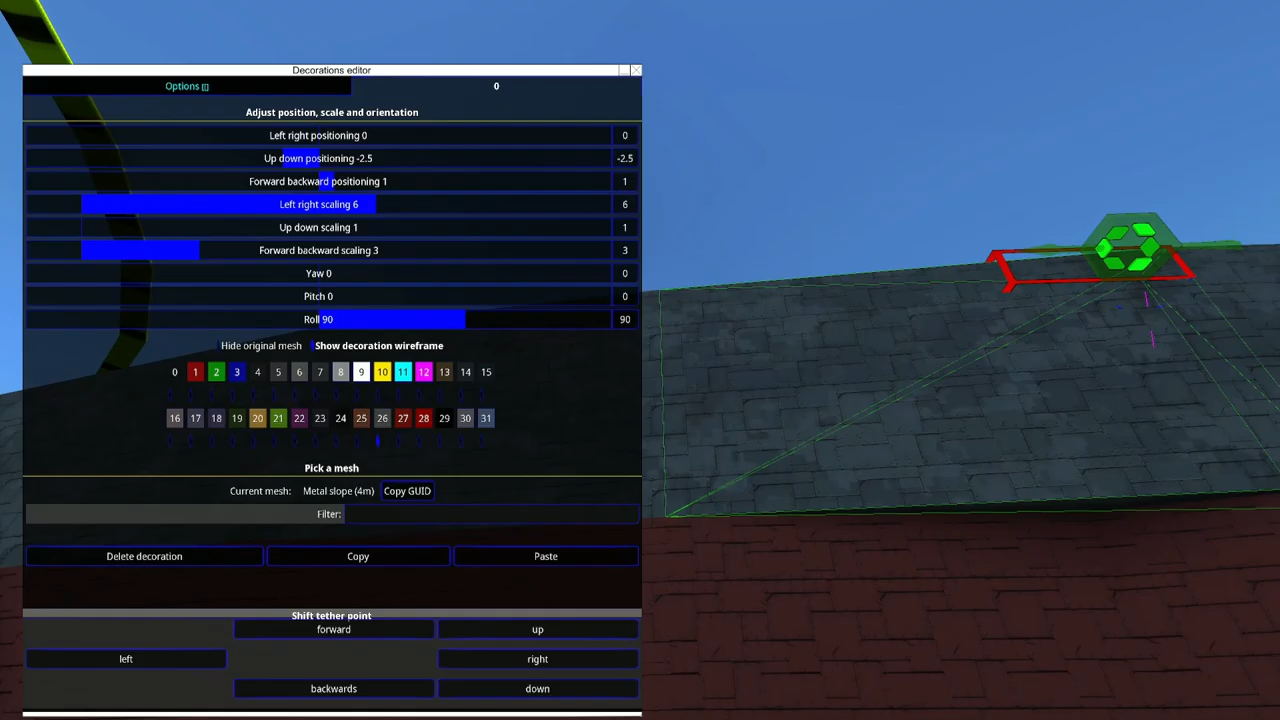 Decorations editor
Options []
0
Adjust position, scale and orientation
Left right positioning 0
0
Up down positioning -2.5
-2.5
Forward backward positioning 1
1
Left right scaling 6
6
Up down scaling 1
1
Forward backward scaling 3
3
Yaw 0
0
Pitch 0
0
Roll 90
90
Hide original mesh
Show decoration wireframe
0 1 2 3 4 5 6 7 8 9 10 11 12 13 14 15
16 17 18 19 20 21 22 23 24 25 26 27 28 29 30 31
Pick a mesh
Current mesh: Metal slope (4m) Copy GUID
Filter:
Delete decoration
Copy
Paste
Shift tether point
forward
up
left
right
backwards
down